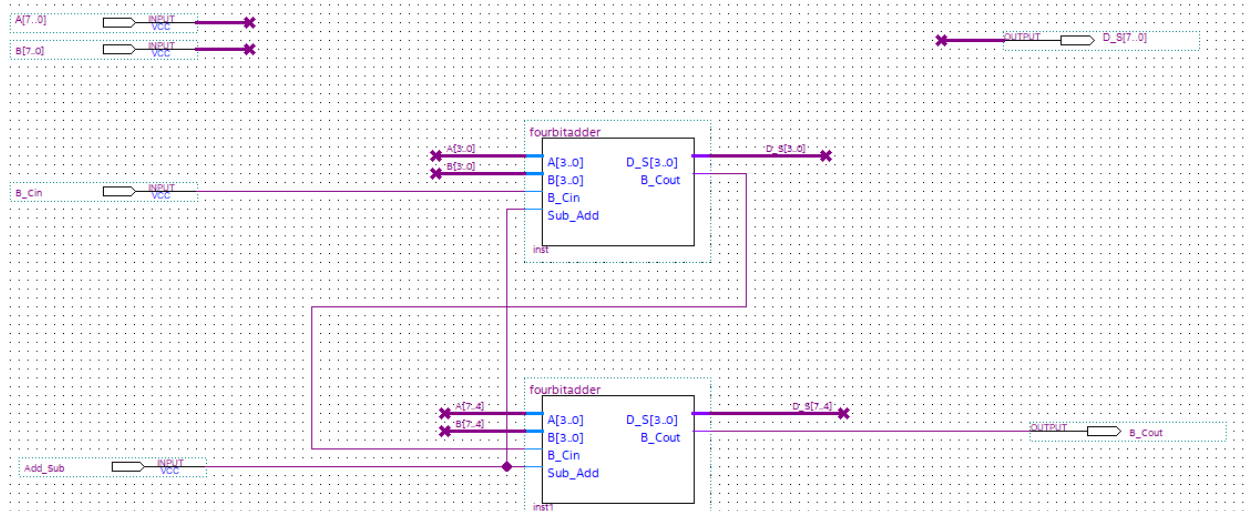 A[7..0] INPUT VCC
B[7..0] INPUT VCC
OUTPUT D_S[7..0]
fourbitadder
A[3..0] A[3..0] D_S[3..0] D_S[3..0]
B[3..0] B[3..0] B_Cout
B_Cin INPUT VCC B_Cin
Sub_Add
inst
fourbitadder
A[7..4] A[3..0] D_S[3..0] D_S[7..4]
B[7..4] B[3..0] B_Cout OUTPUT B_Cout
B_Cin
Add_Sub INPUT VCC Sub_Add
inst1